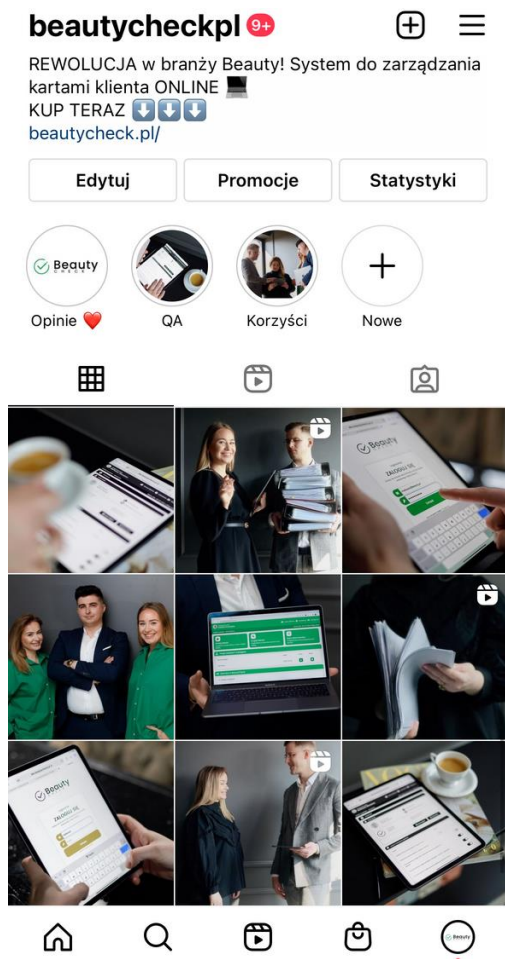 beautycheckpl 9+
REWOLUCJA w branży Beauty! System do zarządzania
kartami klienta ONLINE 💻
KUP TERAZ ⬇️⬇️⬇️
beautycheck.pl/
Edytuj Promocje Statystyki
Beauty
CHECK
Opinie ❤️ QA Korzyści Nowe
Beauty
ZALOGUJ SIĘ
Beauty
ZALOGUJ SIĘ
Beauty